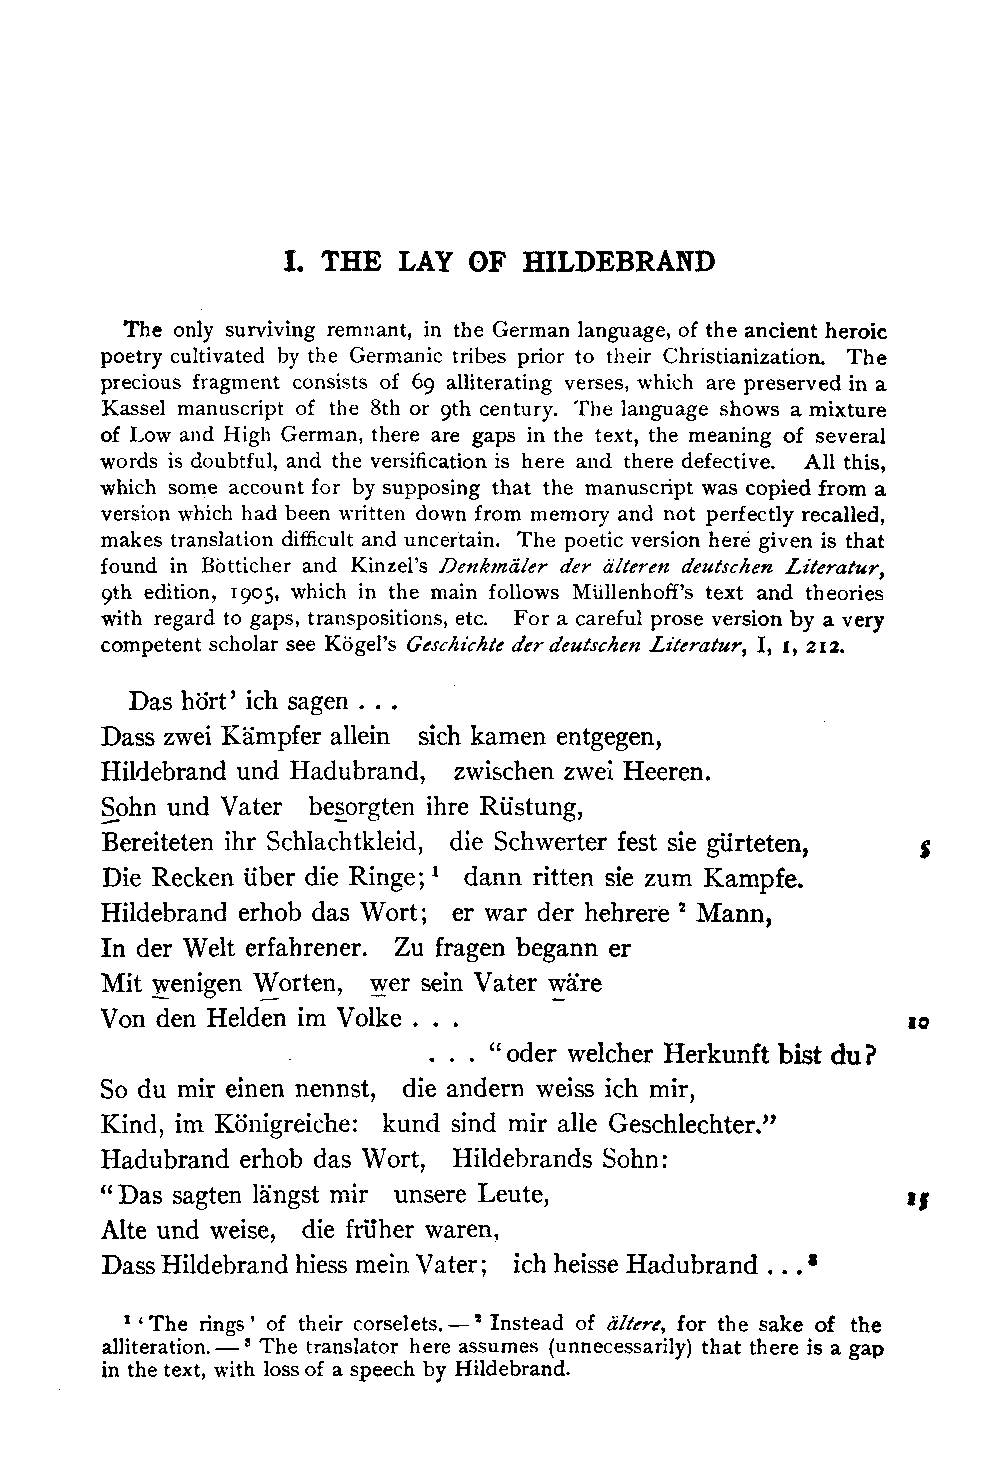 I. THE LAY OF HILDEBRAND
The only surviving remnant, in the German language, of the ancient heroic
poetry cultivated by the Germanic tribes prior to their Christianization. The
precious fragment consists of 69 alliterating verses, which are preserved in a
Kassel manuscript of the 8th or 9th century. The language shows a mixture
of Low and High German, there are gaps in the text, the meaning of several
words is doubtful, and the versification is here and there defective. All this,
which some account for by supposing that the manuscript was copied from a
version which had been written down from memory and not perfectly recalled,
makes translation difficult and uncertain. The poetic version here given is that
found in Bötticher and Kinzel's Denkmäler der älteren deutschen Literatur,
9th edition, 1905, which in the main follows Müllenhoff's text and theories
with regard to gaps, transpositions, etc. For a careful prose version by a very
competent scholar see Kögel's Geschichte der deutschen Literatur, I, 1, 212.
Das hört' ich sagen . . .
Dass zwei Kämpfer allein sich kamen entgegen,
Hildebrand und Hadubrand, zwischen zwei Heeren.
Sohn und Vater besorgten ihre Rüstung,
Bereiteten ihr Schlachtkleid, die Schwerter fest sie gürteten, 5
Die Recken über die Ringe;¹ dann ritten sie zum Kampfe.
Hildebrand erhob das Wort; er war der hehrere² Mann,
In der Welt erfahrener. Zu fragen begann er
Mit wenigen Worten, wer sein Vater wäre
Von den Helden im Volke . . . 10
. . . "oder welcher Herkunft bist du?
So du mir einen nennst, die andern weiss ich mir,
Kind, im Königreiche: kund sind mir alle Geschlechter."
Hadubrand erhob das Wort, Hildebrands Sohn:
"Das sagten längst mir unsere Leute, 15
Alte und weise, die früher waren,
Dass Hildebrand hiess mein Vater; ich heisse Hadubrand . . .³
¹ 'The rings' of their corselets. — ² Instead of ältere, for the sake of the
alliteration. — ³ The translator here assumes (unnecessarily) that there is a gap
in the text, with loss of a speech by Hildebrand.